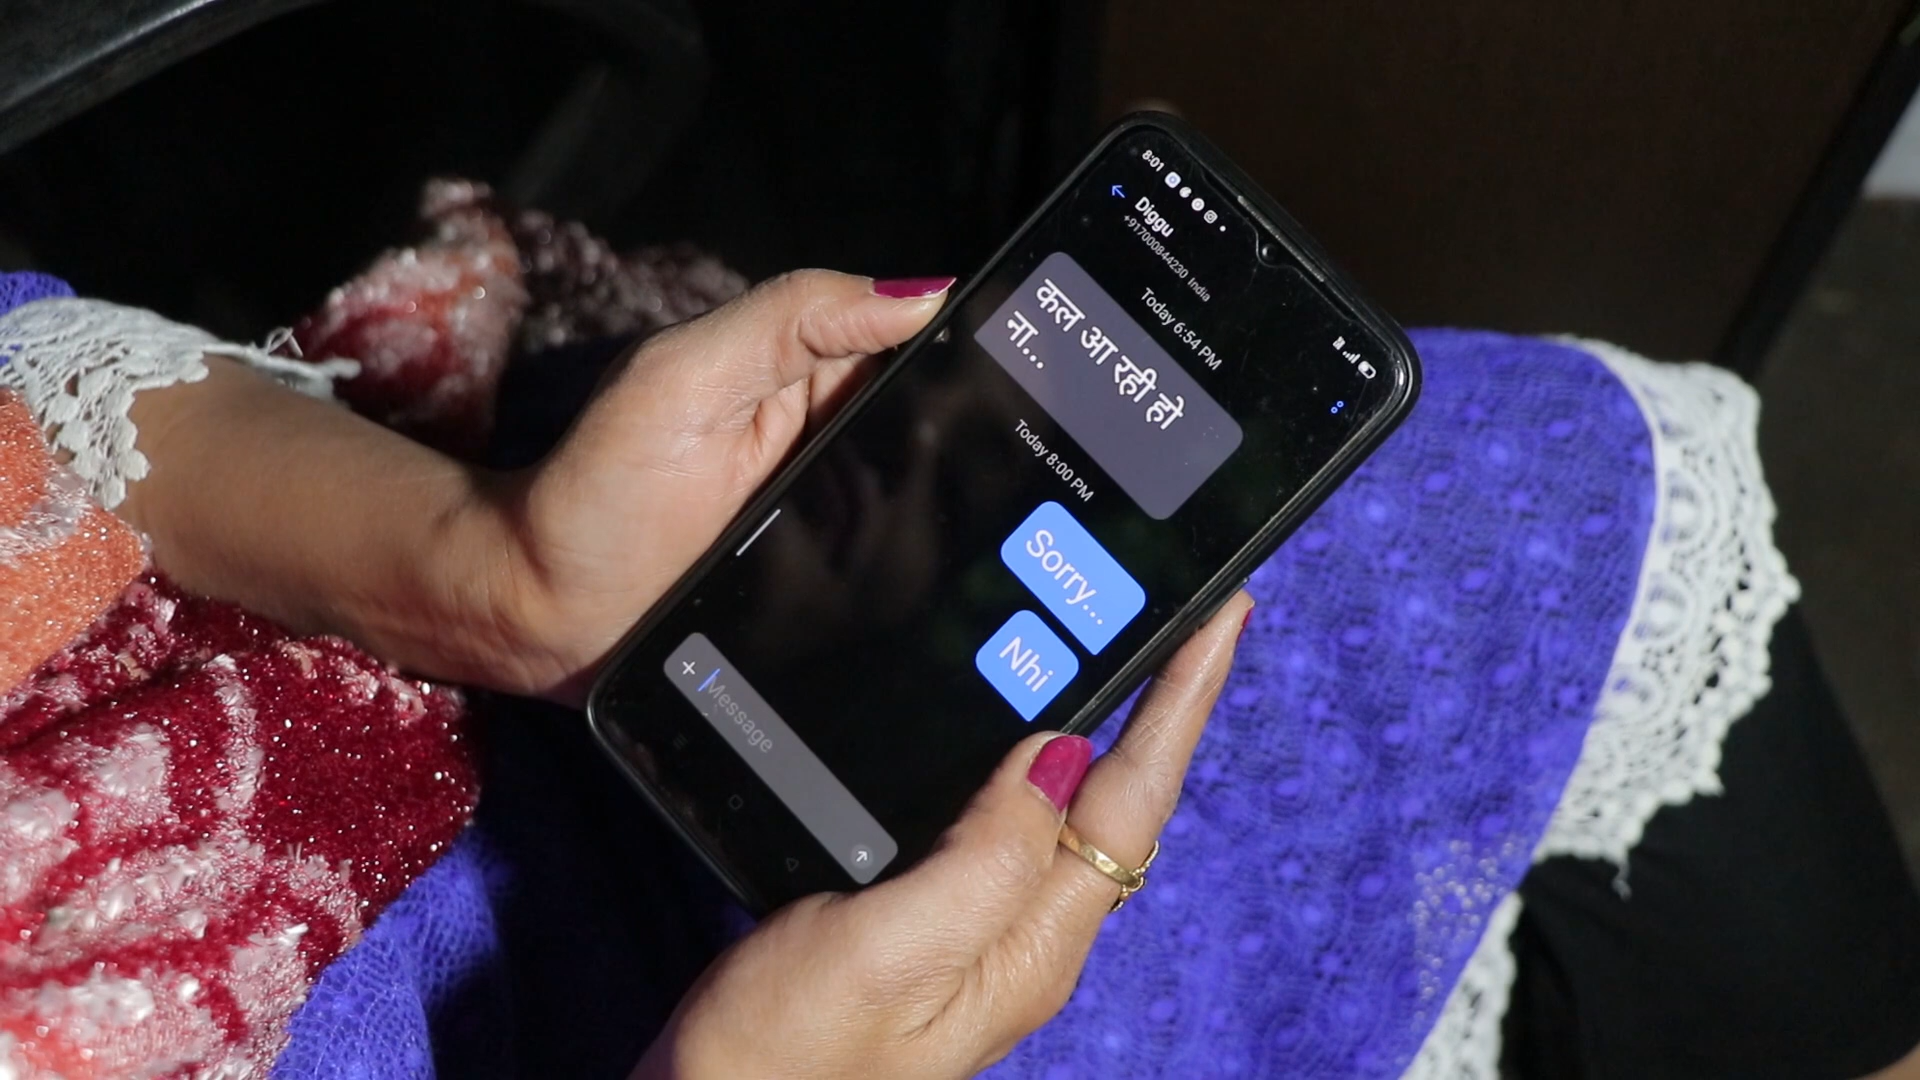 8:01
Diggu
+917000844230 India
Today 6:54 PM
कल आ रही हो
ना...
Today 8:00 PM
Sorry...
Nhi
Message